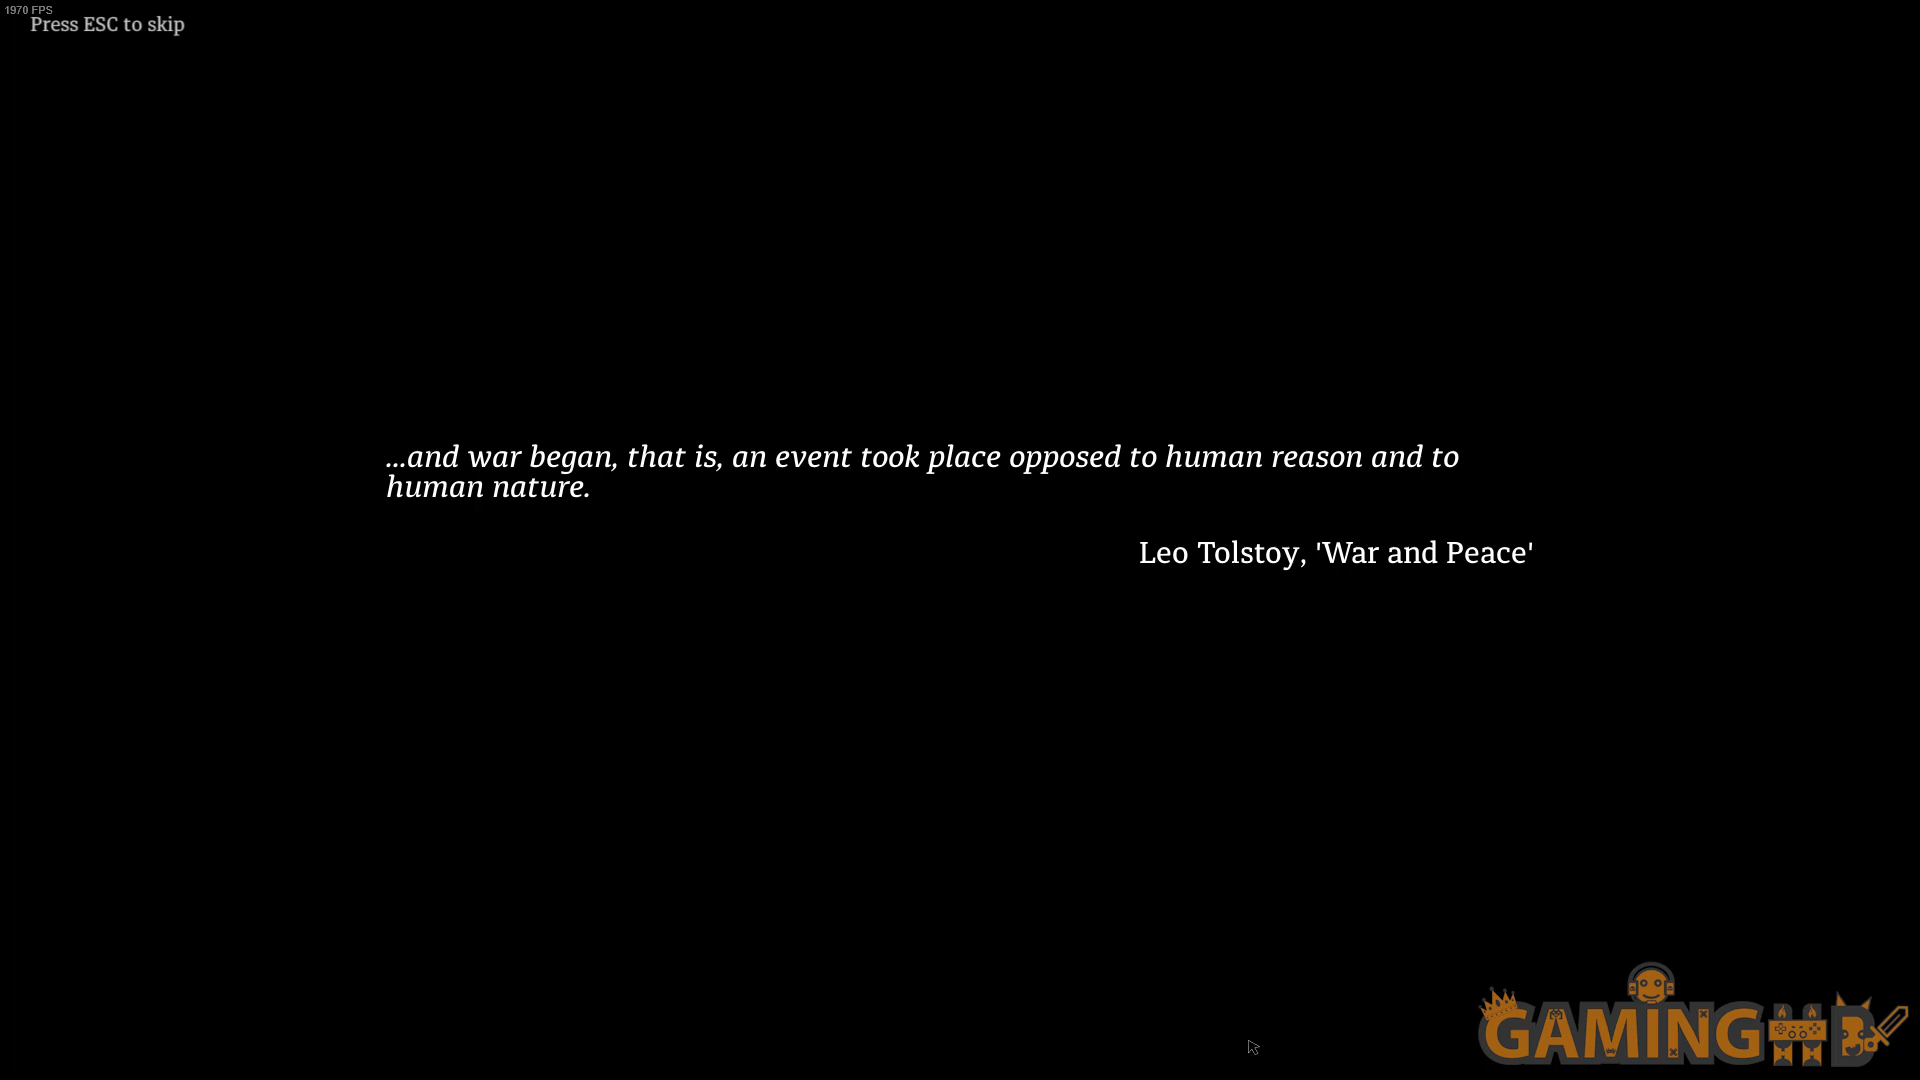 1970 FPS
Press ESC to skip
...and war began, that is, an event took place opposed to human reason and to
human nature.
Leo Tolstoy, 'War and Peace'
GAMING HD